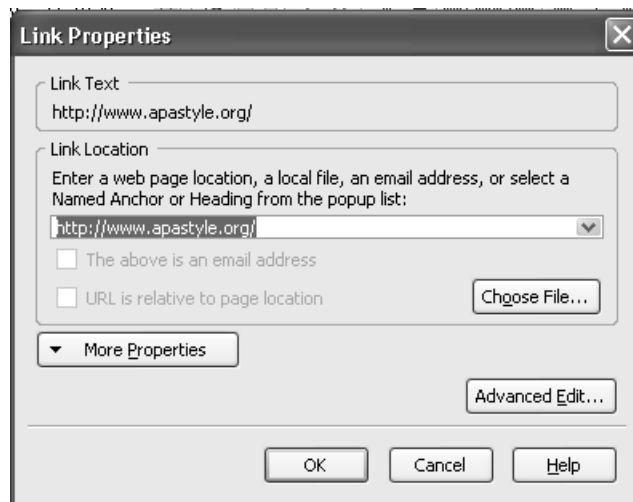 Link Properties
Link Text
http://www.apastyle.org/
Link Location
Enter a web page location, a local file, an email address, or select a
Named Anchor or Heading from the popup list:
http://www.apastyle.org/
The above is an email address
URL is relative to page location
Choose File...
More Properties
Advanced Edit...
OK
Cancel
Help